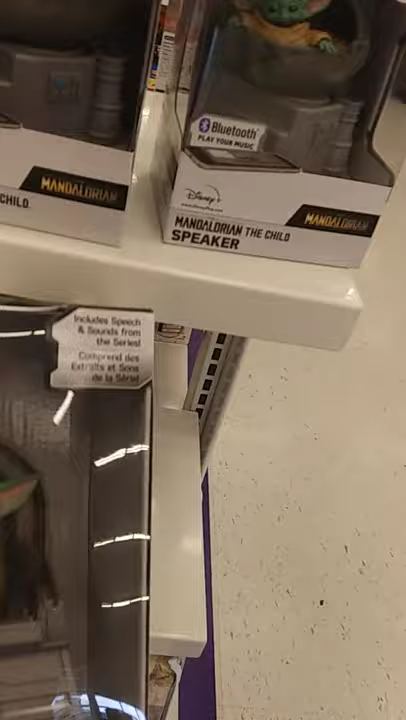 Bluetooth
PLAY YOUR MUSIC
MANDALORIAN
CHILD
Disney+
MANDALORIAN
MANDALORIAN THE CHILD
SPEAKER
Includes Speech
& Sounds from
the Series!
Comprend des
Extraits et Sons
de la Série!